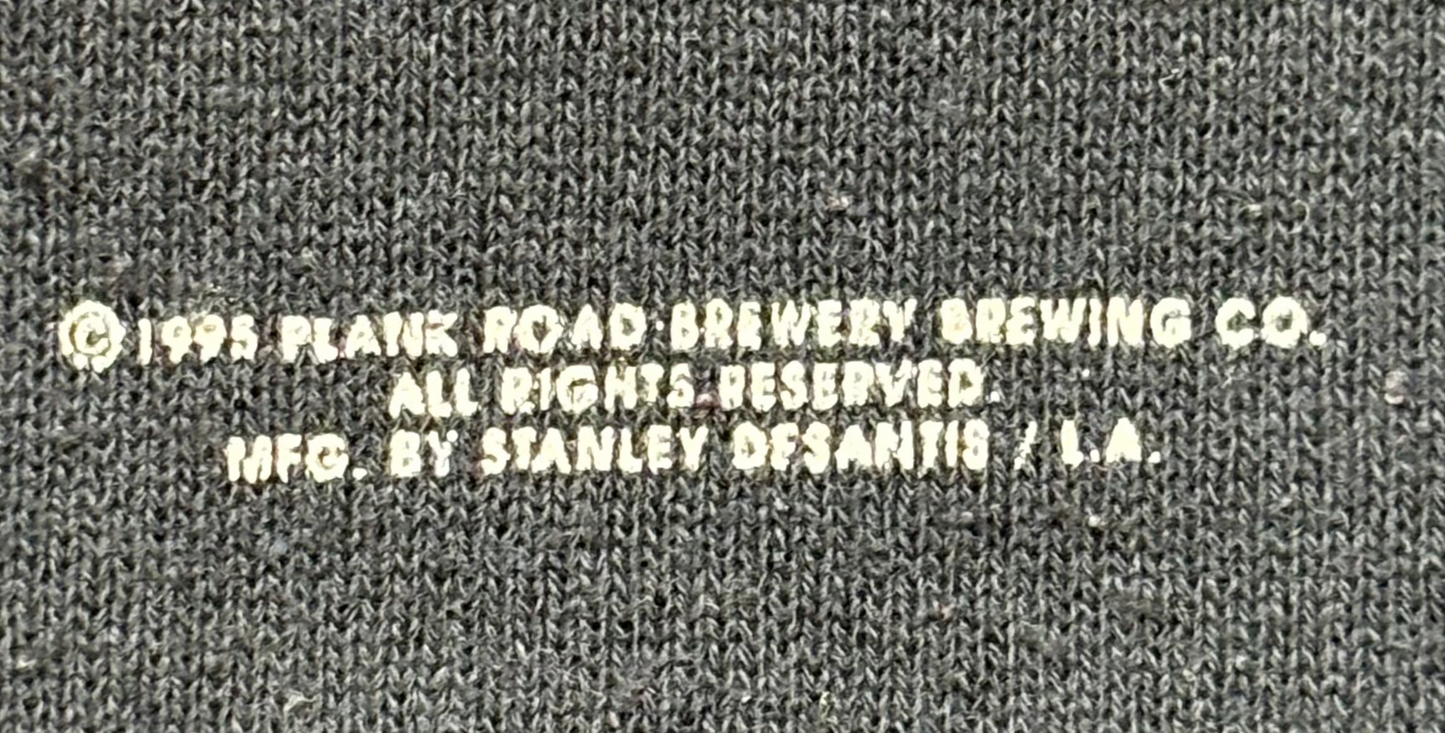 ©1995 PLANK ROAD BREWERY BREWING CO.
ALL RIGHTS RESERVED.
MFG. BY STANLEY DESANTIS / L.A.